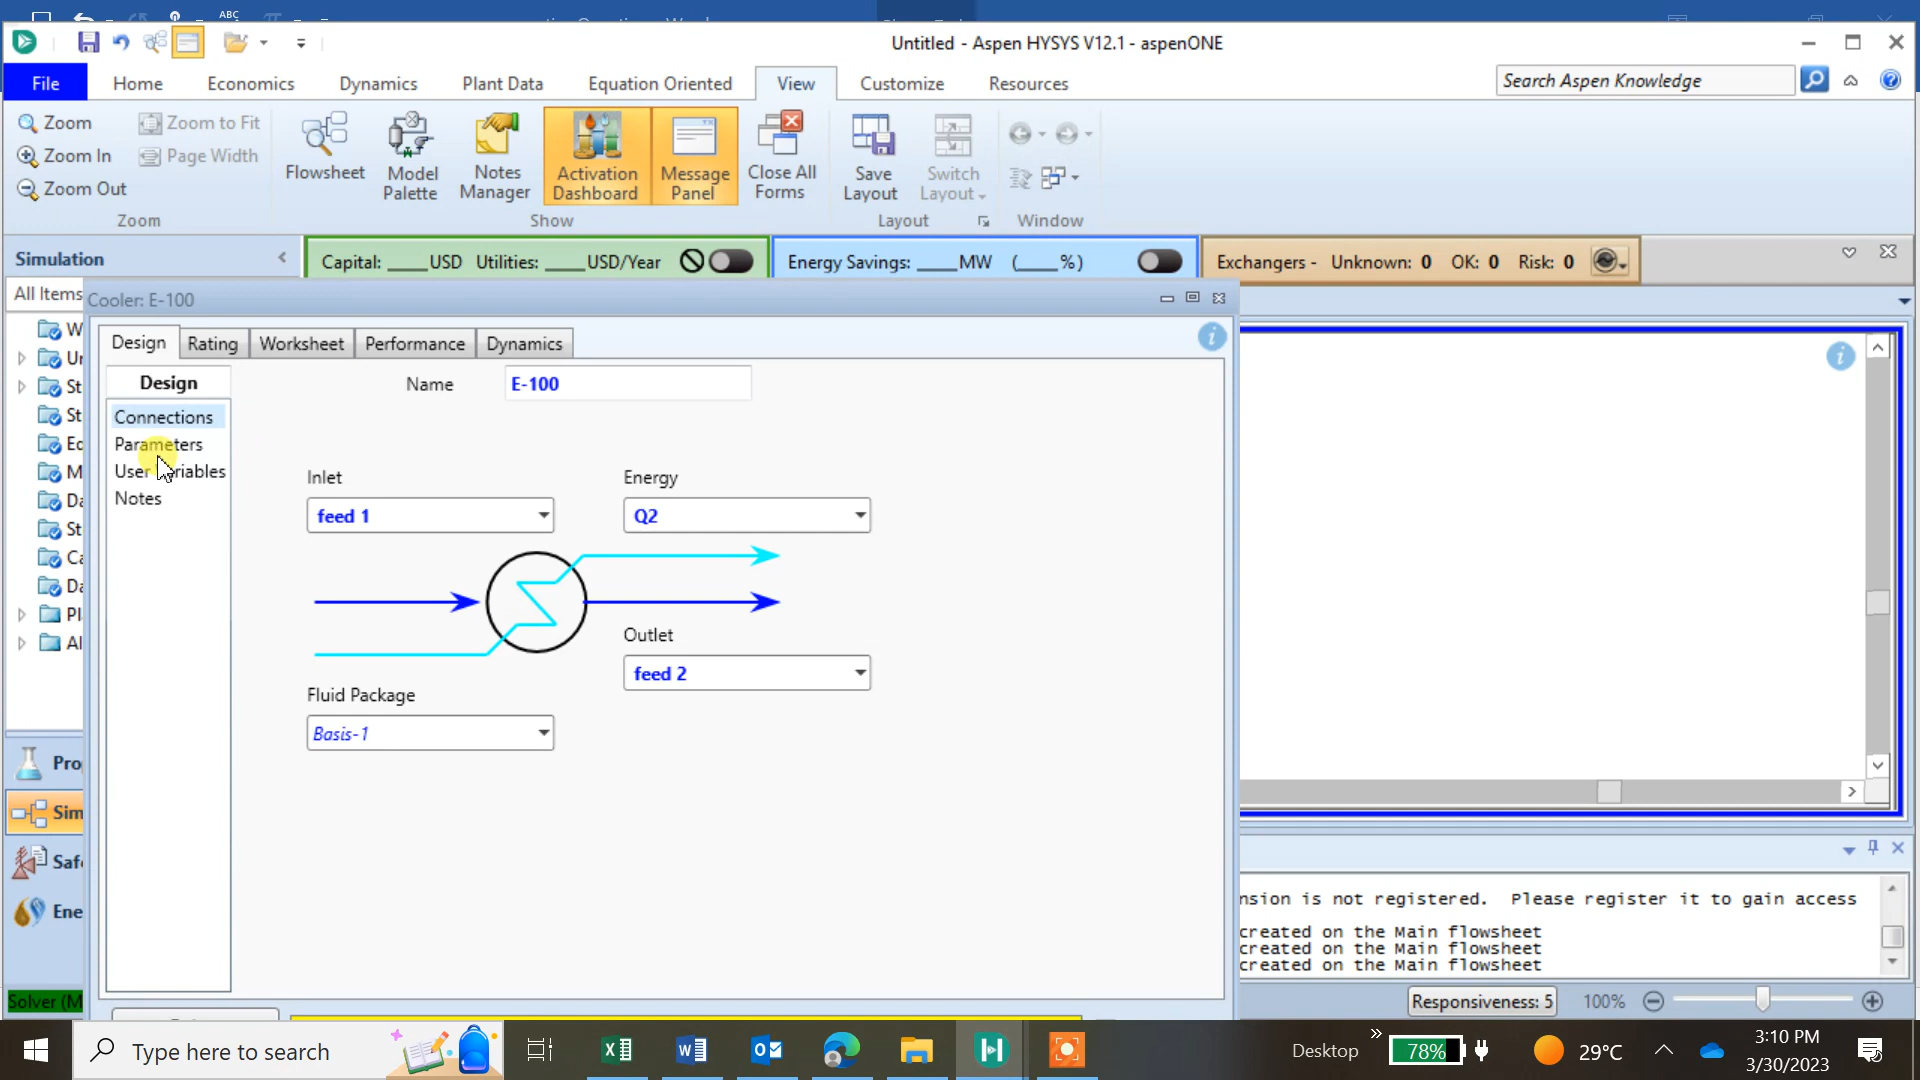 ABC
Untitled - Aspen HYSYS V12.1 - aspenONE
File Home Economics Dynamics Plant Data Equation Oriented View Customize Resources
Search Aspen Knowledge
Zoom
Zoom In
Zoom Out
Zoom to Fit
Page Width
Zoom
Flowsheet
Model Palette
Notes Manager
Activation Dashboard
Message Panel
Close All Forms
Show
Save Layout
Switch Layout
Layout
Window
Simulation
Capital: ____USD Utilities: ____USD/Year
Energy Savings: ____MW (____%)
Exchangers - Unknown: 0 OK: 0 Risk: 0
All Items
Cooler: E-100
Design Rating Worksheet Performance Dynamics
Design
Connections
Parameters
User Variables
Notes
Name E-100
Inlet
feed 1
Energy
Q2
Outlet
feed 2
Fluid Package
Basis-1
nsion is not registered. Please register it to gain access
created on the Main flowsheet
created on the Main flowsheet
created on the Main flowsheet
Solver (M
Responsiveness: 5 100%
Type here to search
Desktop
78%
29°C
3:10 PM
3/30/2023